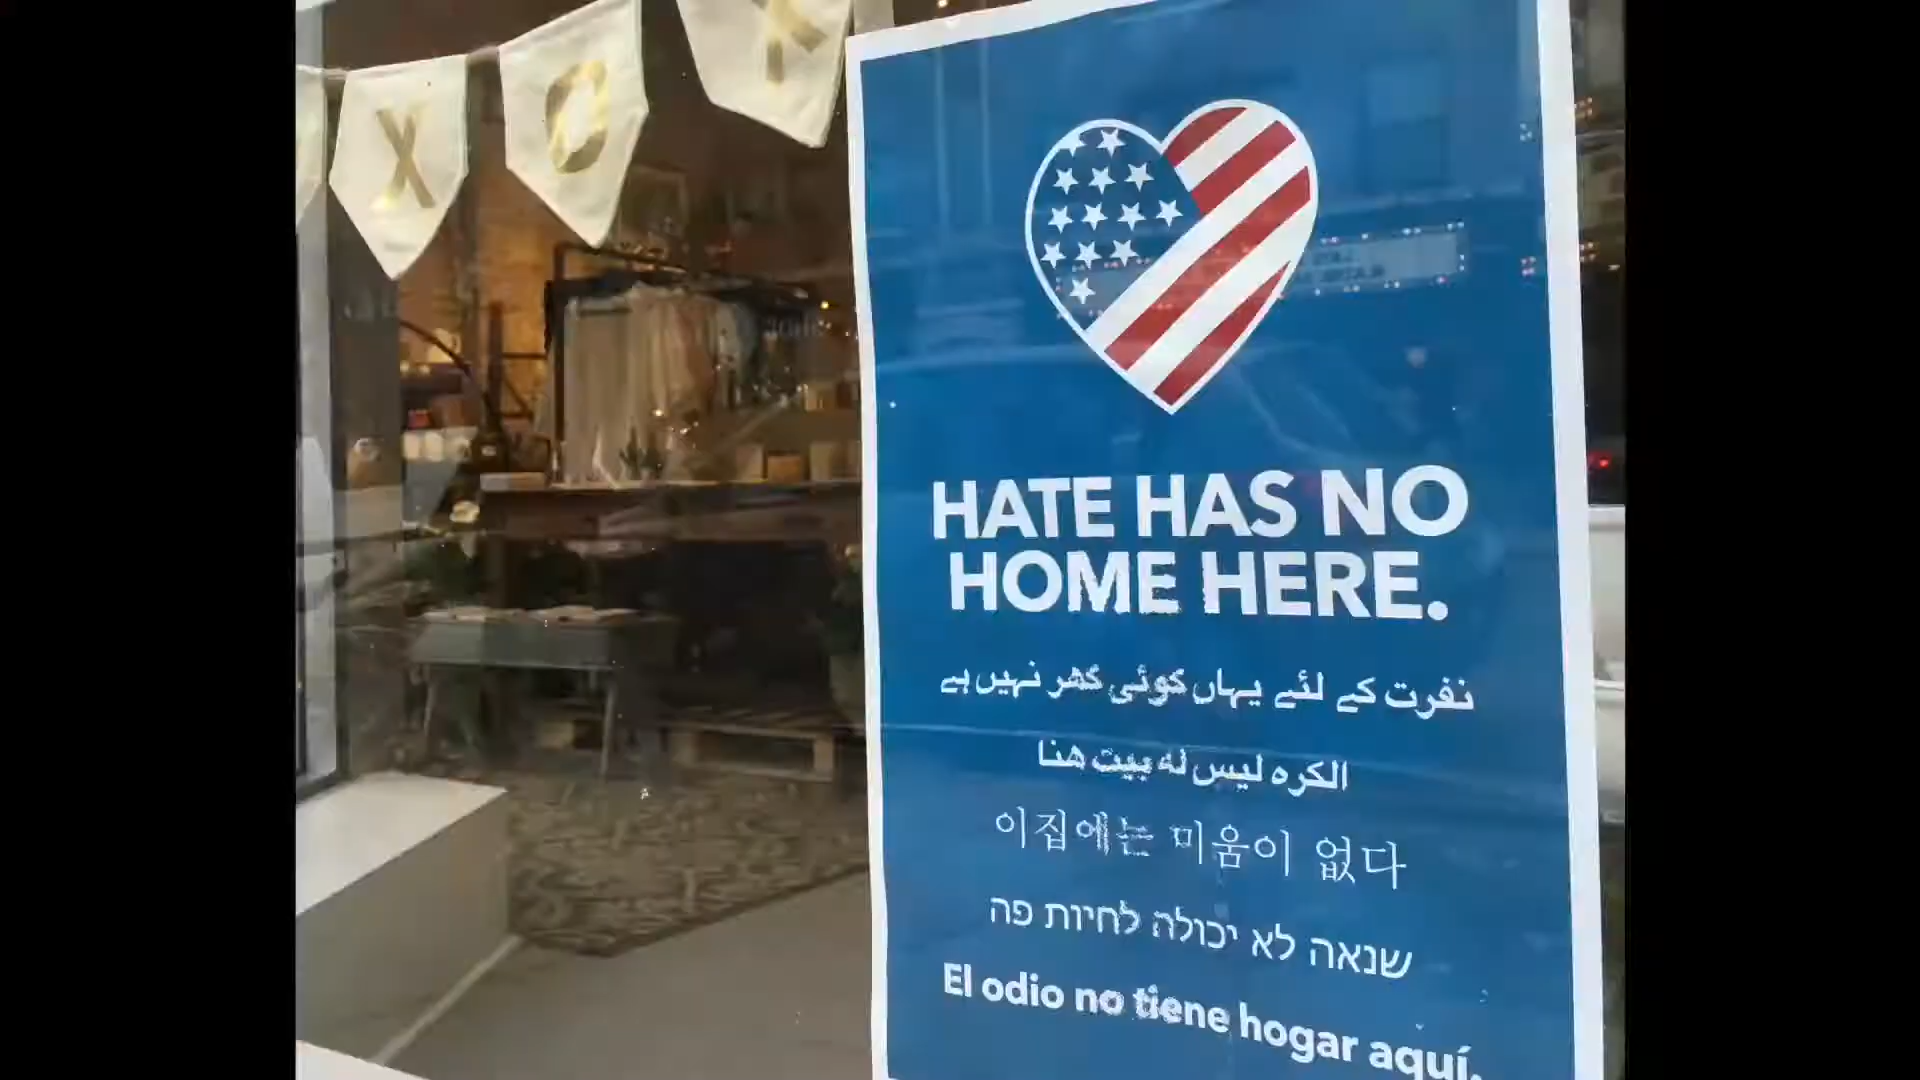 X O X
HATE HAS NO
HOME HERE.
نفرت کے لئے یہاں کوئی گھر نہیں ہے
الكره ليس له بيت هنا
이집에는 미움이 없다
שנאה לא יכולה לחיות פה
El odio no tiene hogar aquí.